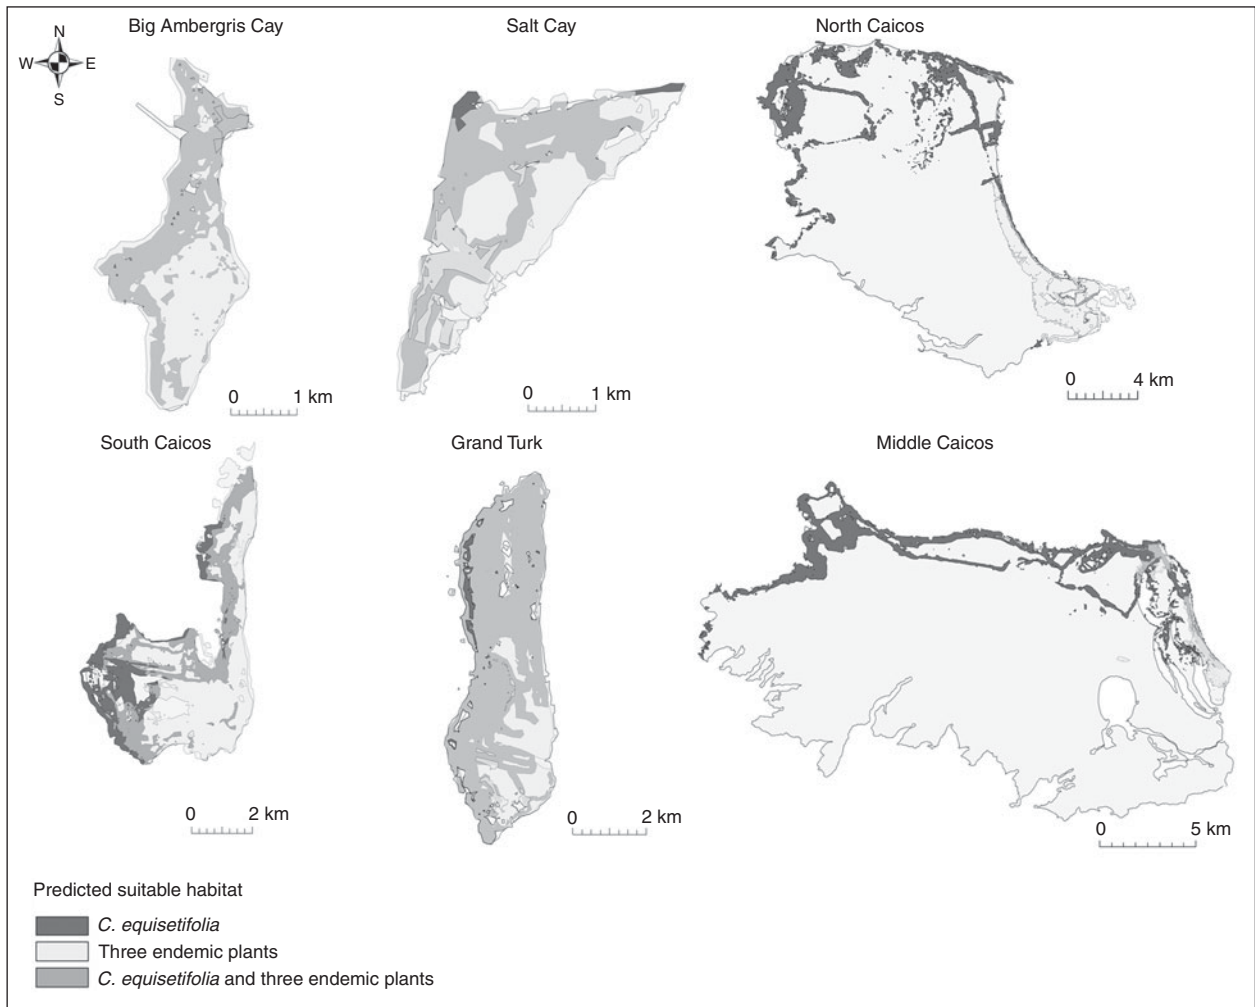 Big Ambergris Cay
Salt Cay
North Caicos
N
W
E
S
0 1 km
0 1 km
0 4 km
South Caicos
Grand Turk
Middle Caicos
0 2 km
0 2 km
0 5 km
Predicted suitable habitat
C. equisetifolia
Three endemic plants
C. equisetifolia and three endemic plants